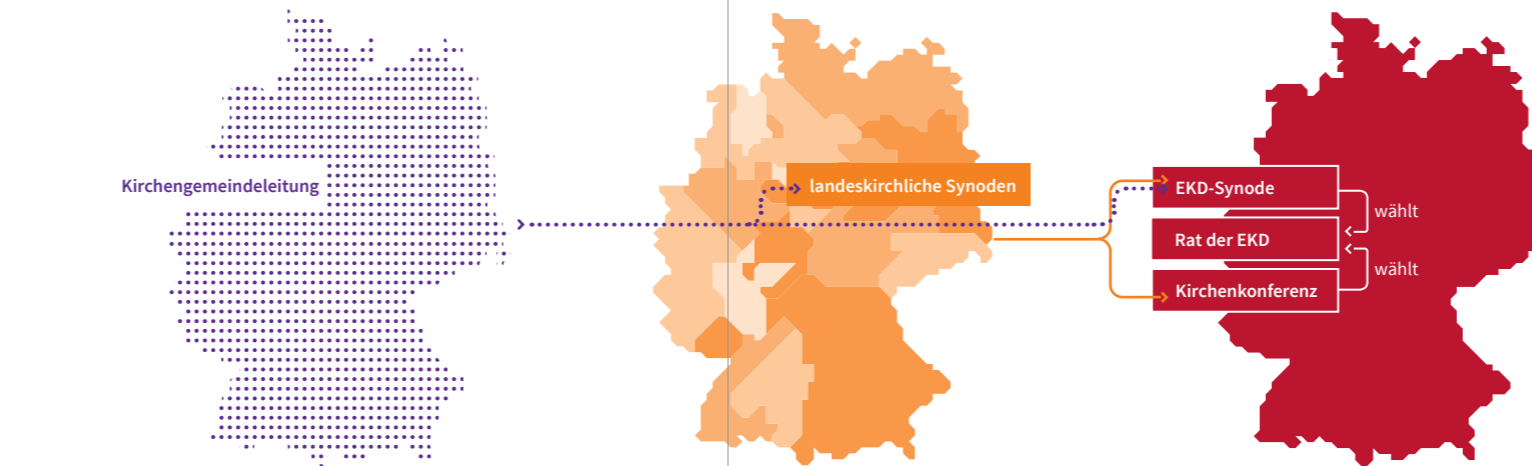 Kirchengemeindeleitung
landeskirchliche Synoden
EKD-Synode
wählt
Rat der EKD
wählt
Kirchenkonferenz